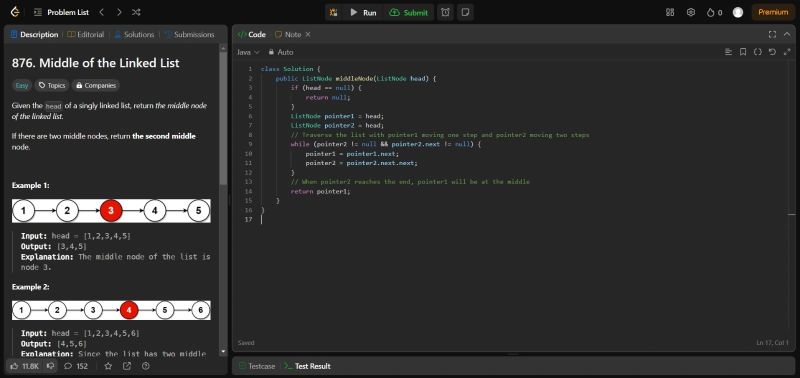 Problem List
Run
Submit
0
Premium
Description
Editorial
Solutions
Submissions
</> Code
Note
Java
Auto
876. Middle of the Linked List
Easy
Topics
Companies
Given the head of a singly linked list, return the middle node
of the linked list.
If there are two middle nodes, return the second middle
node.
Example 1:
1 2 3 4 5
Input: head = [1,2,3,4,5]
Output: [3,4,5]
Explanation: The middle node of the list is
node 3.
Example 2:
1 2 3 4 5 6
Input: head = [1,2,3,4,5,6]
Output: [4,5,6]
Explanation: Since the list has two middle
11.8K
152
1 class Solution {
2 public ListNode middleNode(ListNode head) {
3 if (head == null) {
4 return null;
5 }
6 ListNode pointer1 = head;
7 ListNode pointer2 = head;
8 // Traverse the list with pointer1 moving one step and pointer2 moving two steps
9 while (pointer2 != null && pointer2.next != null) {
10 pointer1 = pointer1.next;
11 pointer2 = pointer2.next.next;
12 }
13 // When pointer2 reaches the end, pointer1 will be at the middle
14 return pointer1;
15 }
16 }
17
Saved
Ln 17, Col 1
Testcase
Test Result